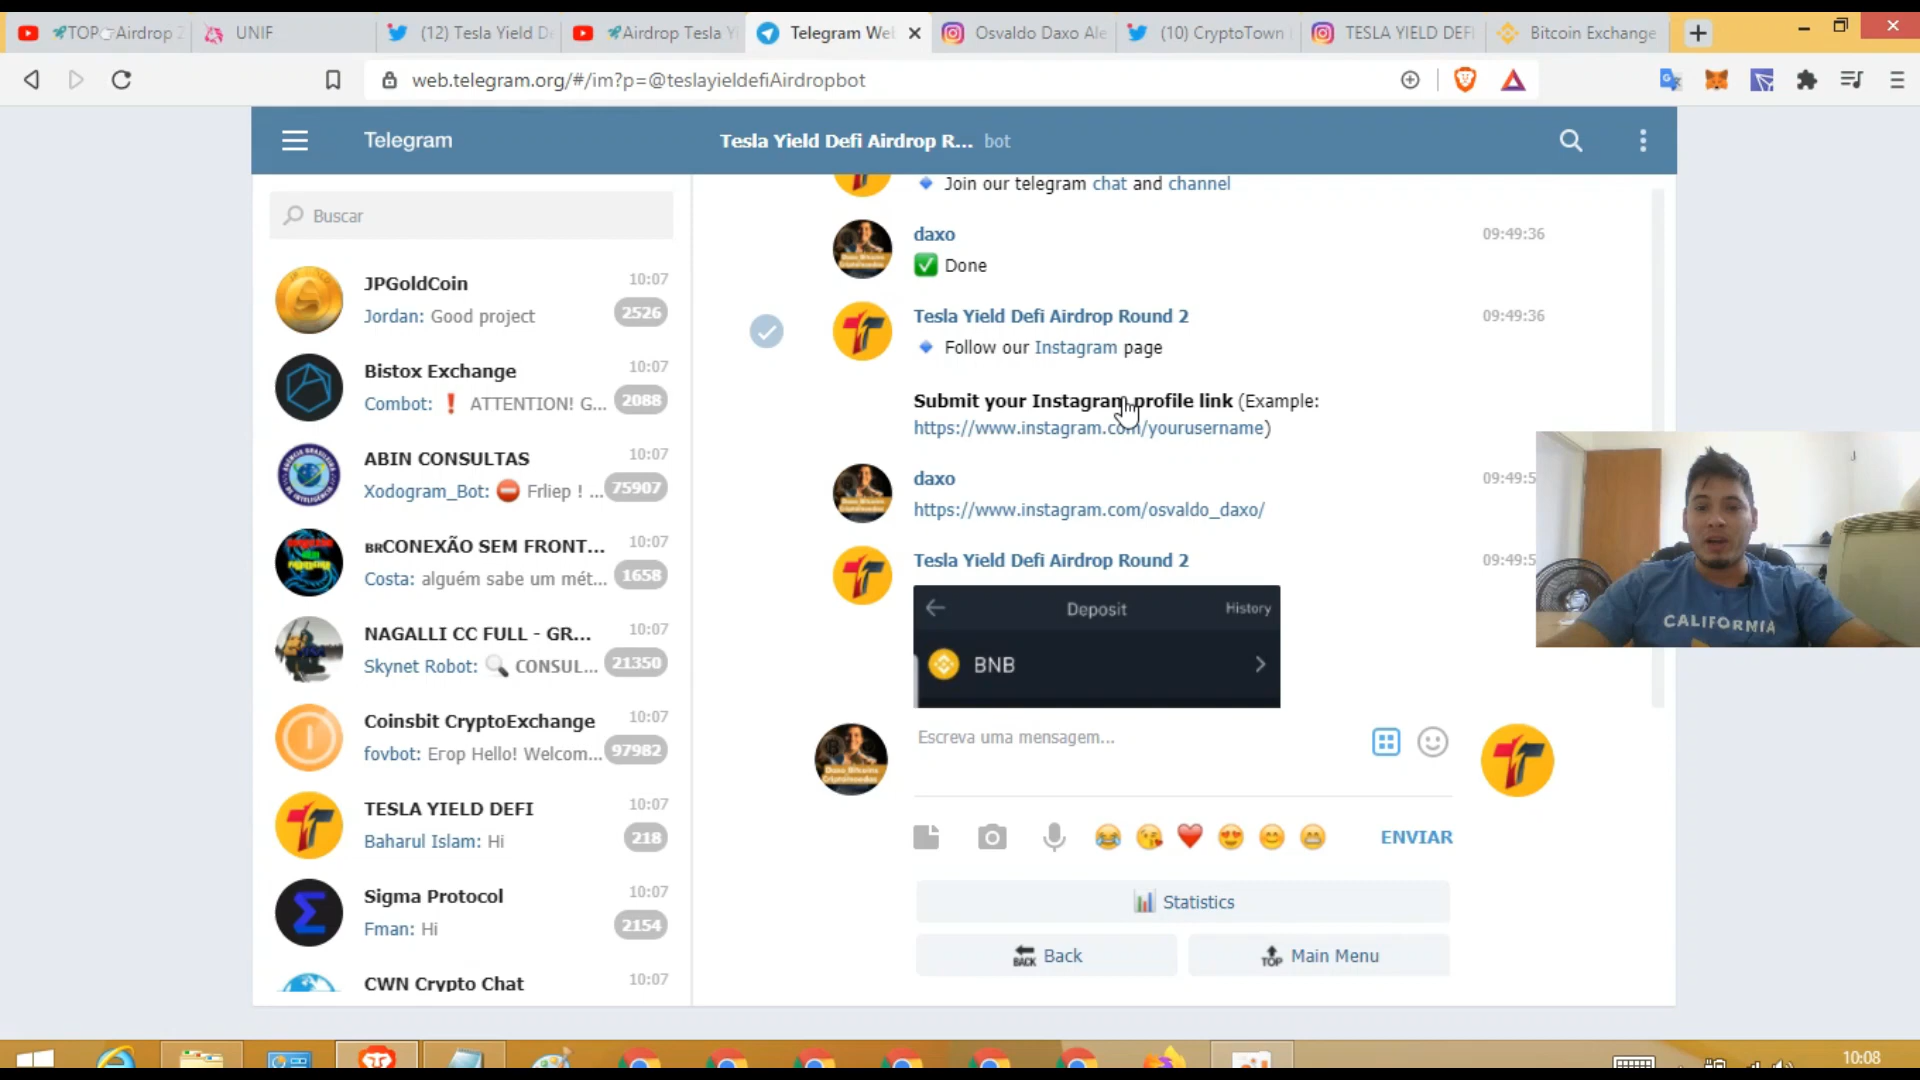 TOP Airdrop 2
UNIF
(12) Tesla Yield D
Airdrop Tesla Y
Telegram We
Osvaldo Daxo Ale
(10) CryptoTown
TESLA YIELD DEFI
Bitcoin Exchange
web.telegram.org/#/im?p=@teslayieldefiAirdropbot
Telegram
Tesla Yield Defi Airdrop R... bot
Buscar
JPGoldCoin 10:07
Jordan: Good project 2526
Bistox Exchange 10:07
Combot: ❗ ATTENTION! G... 2088
ABIN CONSULTAS 10:07
Xodogram_Bot: ⛔ Frliep ! ... 75907
ʙʀCONEXÃO SEM FRONT... 10:07
Costa: alguém sabe um mét... 1658
NAGALLI CC FULL - GR... 10:07
Skynet Robot: 🔍 CONSUL... 21350
Coinsbit CryptoExchange 10:07
fovbot: Егор Hello! Welcom... 97982
TESLA YIELD DEFI 10:07
Baharul Islam: Hi 218
Sigma Protocol 10:07
Fman: Hi 2154
CWN Crypto Chat 10:07
🔹 Join our telegram chat and channel
daxo 09:49:36
✅ Done
Tesla Yield Defi Airdrop Round 2 09:49:36
🔹 Follow our Instagram page
Submit your Instagram profile link (Example:
https://www.instagram.com/yourusername)
daxo 09:49:5
https://www.instagram.com/osvaldo_daxo/
Tesla Yield Defi Airdrop Round 2 09:49:5
Deposit History
BNB
Escreva uma mensagem...
ENVIAR
Statistics
BACK Back
TOP Main Menu
CALIFORNIA
10:08